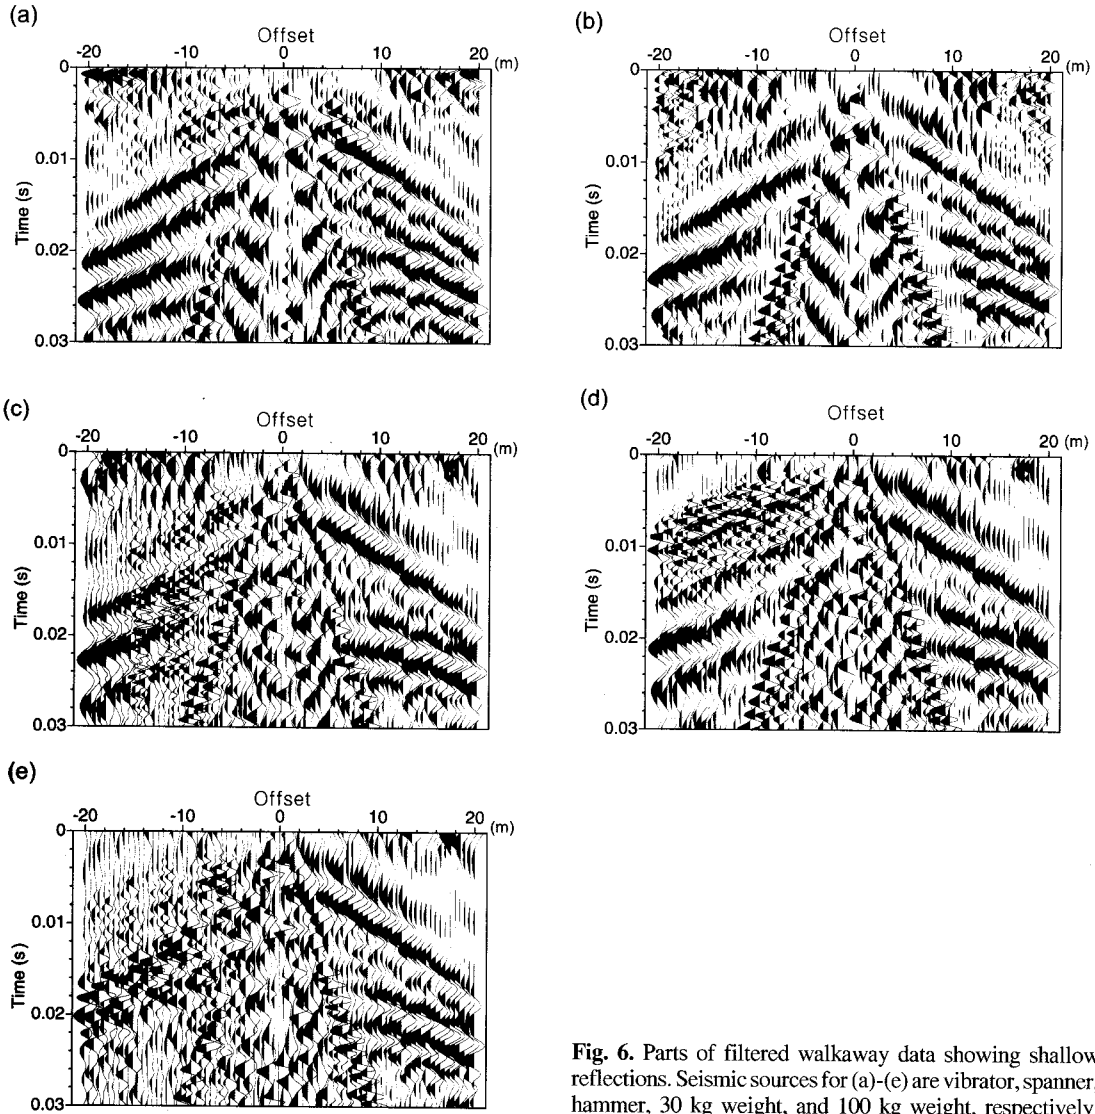 (a)
Offset
-20 -10 0 10 20 (m)
0
0.01
0.02
0.03
Time (s)
(b)
Offset
-20 -10 0 10 20 (m)
0
0.01
0.02
0.03
Time (s)
(c)
Offset
-20 -10 0 10 20 (m)
0
0.01
0.02
0.03
Time (s)
(d)
Offset
-20 -10 0 10 20 (m)
0
0.01
0.02
0.03
Time (s)
(e)
Offset
-20 -10 0 10 20 (m)
0
0.01
0.02
0.03
Time (s)
Fig. 6. Parts of filtered walkaway data showing shallow
reflections. Seismic sources for (a)-(e) are vibrator, spanner,
hammer, 30 kg weight, and 100 kg weight, respectively.